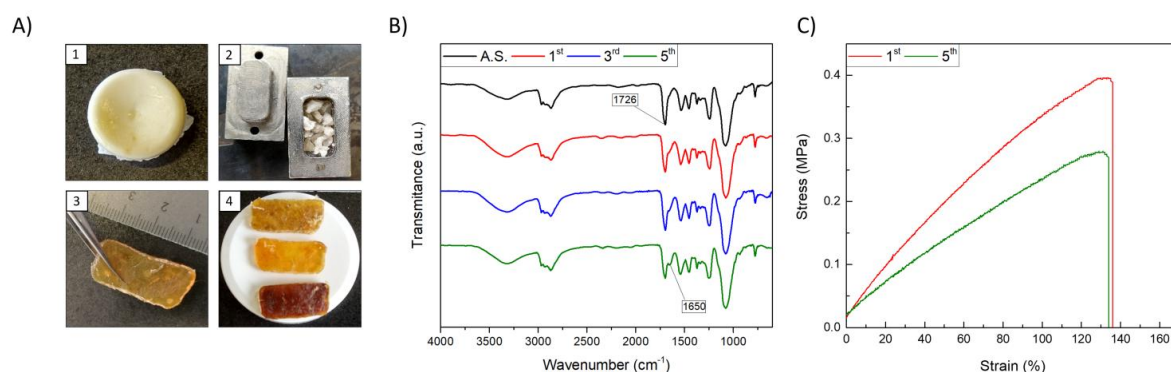 A)
1
2
3
4
B)
A.S. 1st 3rd 5th
1726
1650
Transmitance (a.u.)
4000 3500 3000 2500 2000 1500 1000
Wavenumber (cm-1)
C)
1st 5th
Stress (MPa)
0.4
0.3
0.2
0.1
0.0
0 20 40 60 80 100 120 140 160
Strain (%)